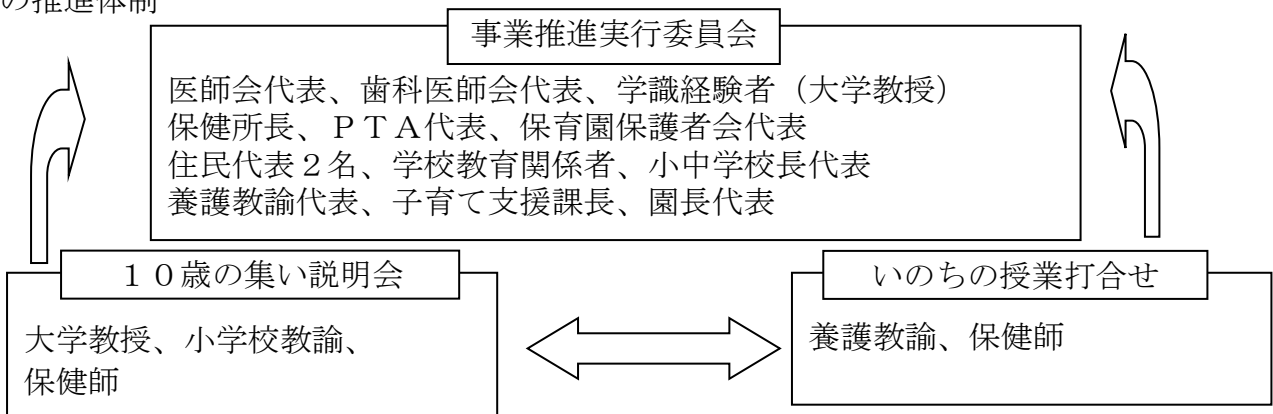 の推進体制
事業推進実行委員会
医師会代表、歯科医師会代表、学識経験者（大学教授）
保健所長、ＰＴＡ代表、保育園保護者会代表
住民代表２名、学校教育関係者、小中学校長代表
養護教諭代表、子育て支援課長、園長代表
１０歳の集い説明会
大学教授、小学校教諭、
保健師
いのちの授業打合せ
養護教諭、保健師